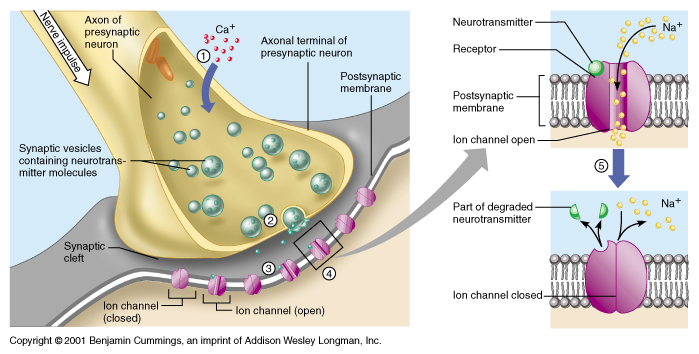 Nerve impulse
Axon of
presynaptic
neuron
Ca+
1
Axonal terminal of
presynaptic neuron
Postsynaptic
membrane
Synaptic vesicles
containing neurotrans-
mitter molecules
2
Synaptic
cleft
3
4
Ion channel
(closed)
Ion channel (open)
Neurotransmitter
Na+
Receptor
Postsynaptic
membrane
Ion channel open
5
Part of degraded
neurotransmitter
Na+
Ion channel closed
Copyright © 2001 Benjamin Cummings, an imprint of Addison Wesley Longman, Inc.